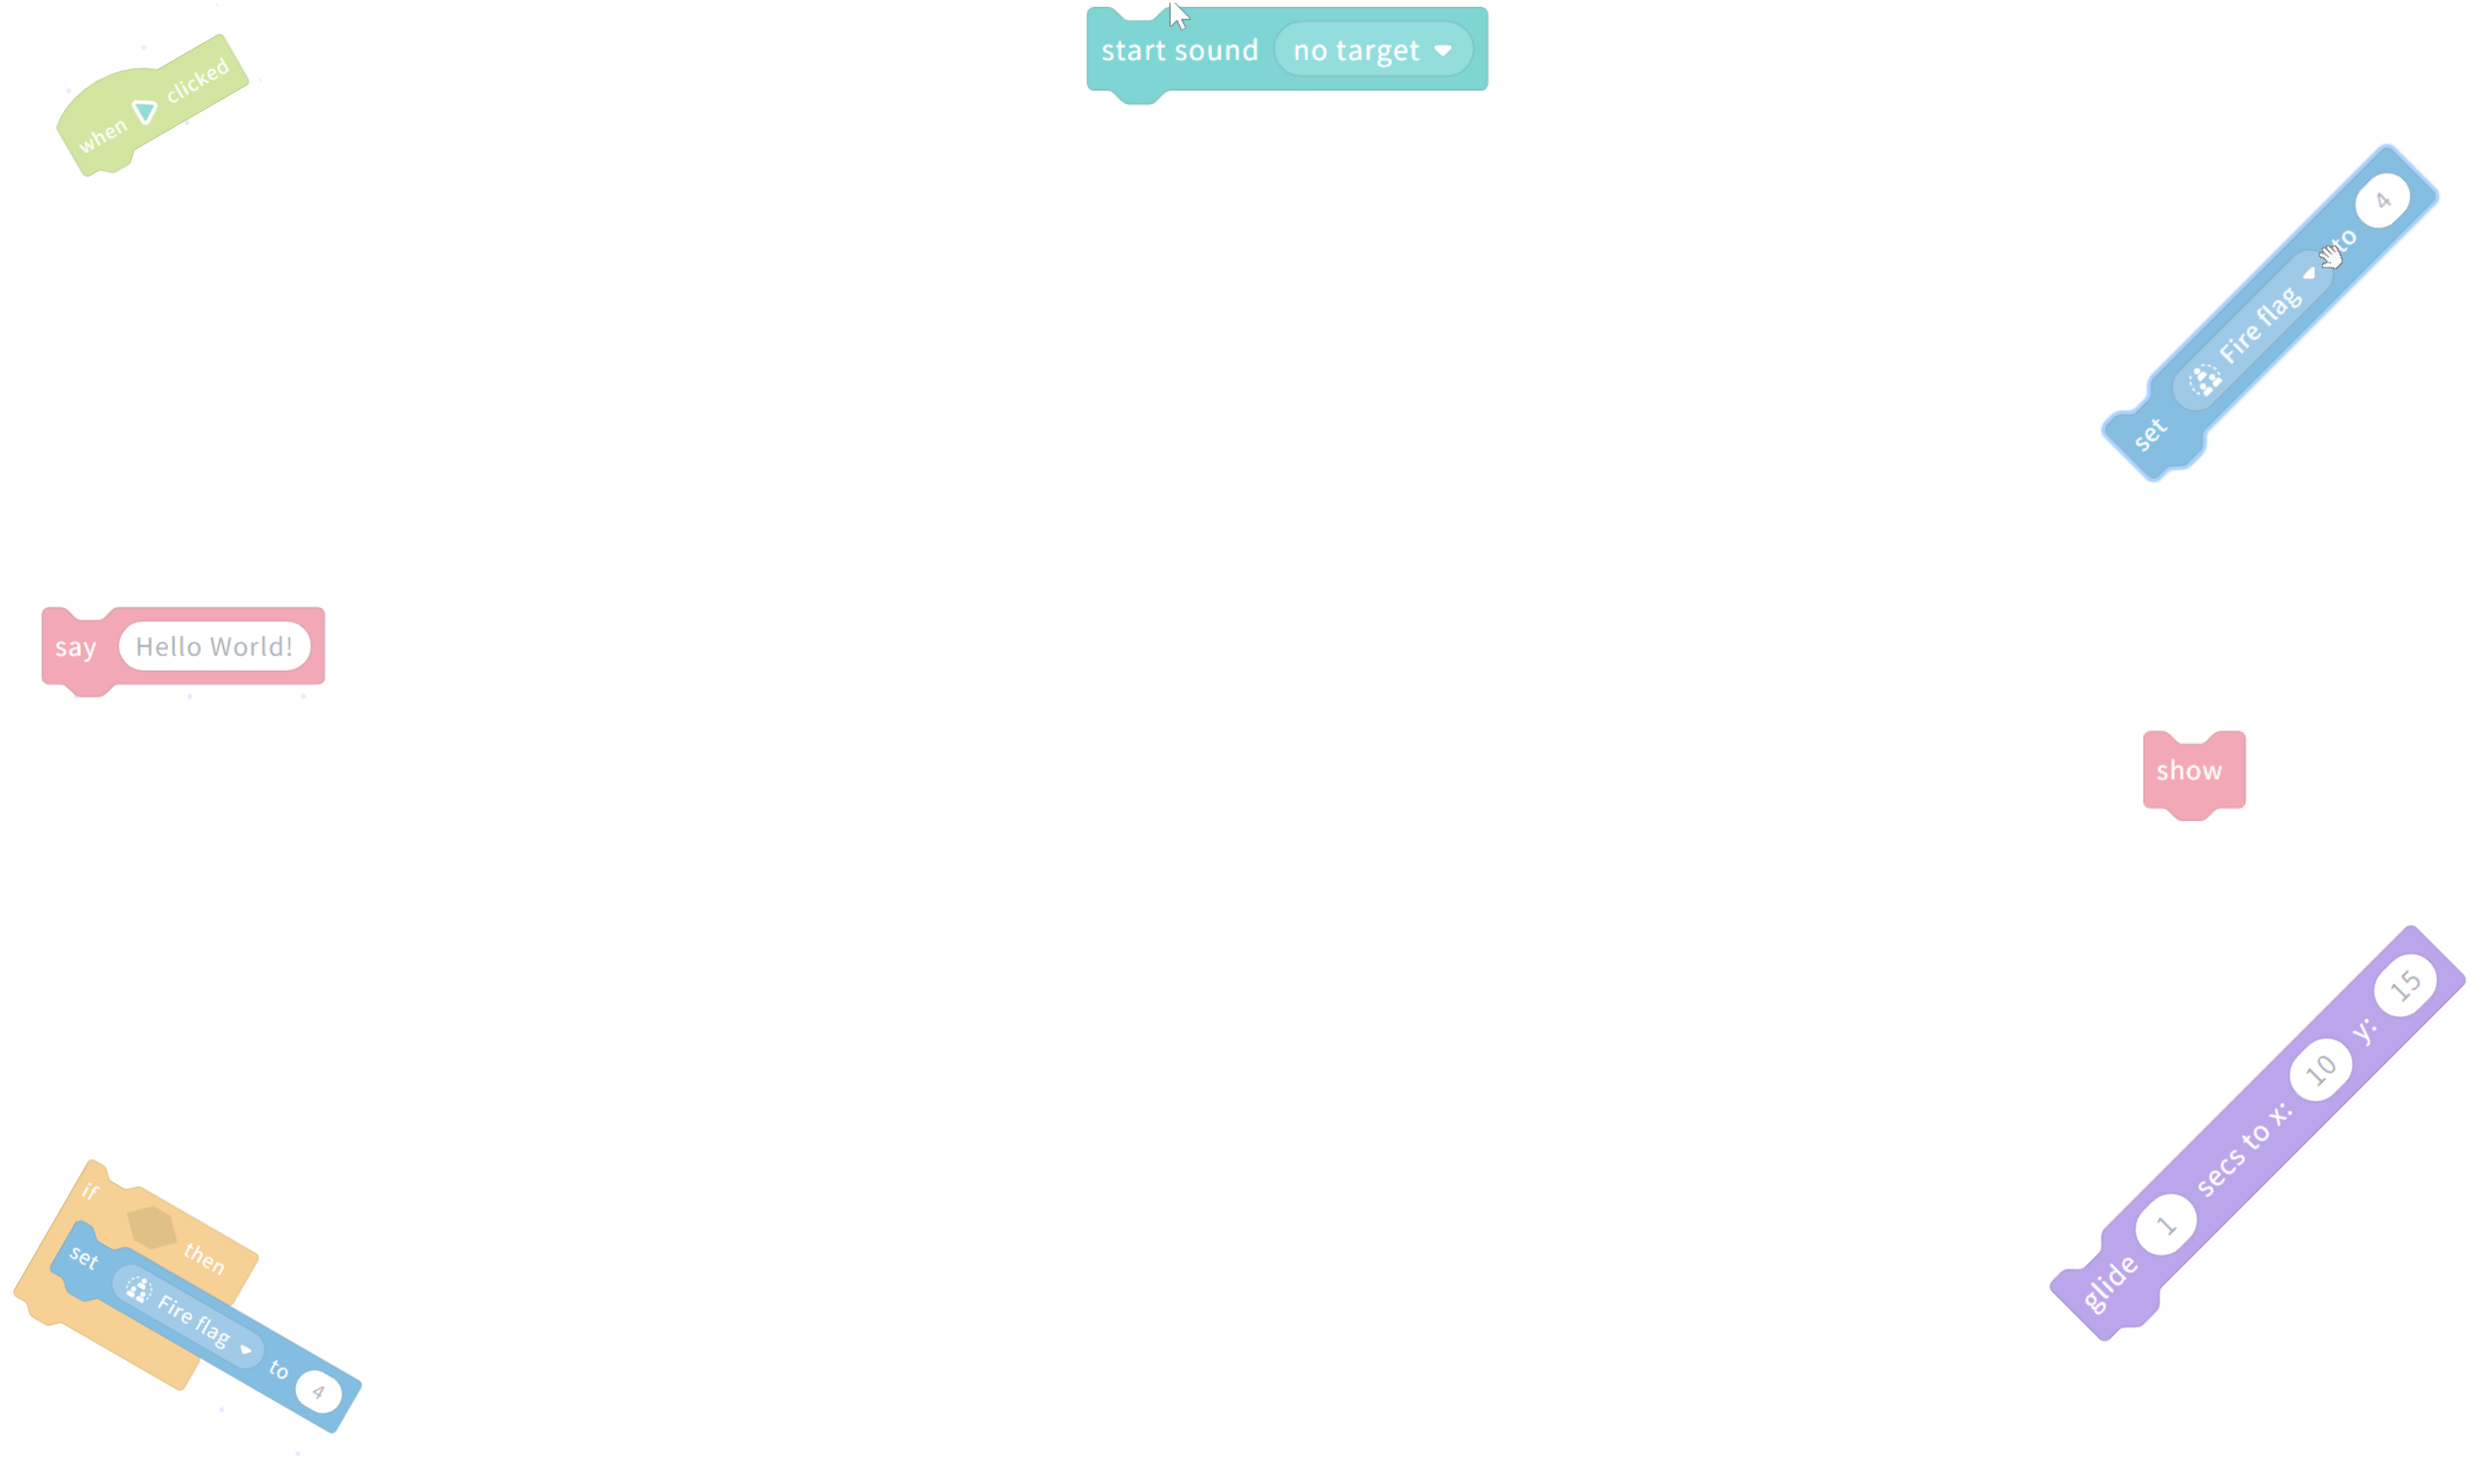 when clicked
start sound no target
set Fire flag to 4
say Hello World!
show
glide 1 secs to x: 10 y: 15
if then
set Fire flag to 4